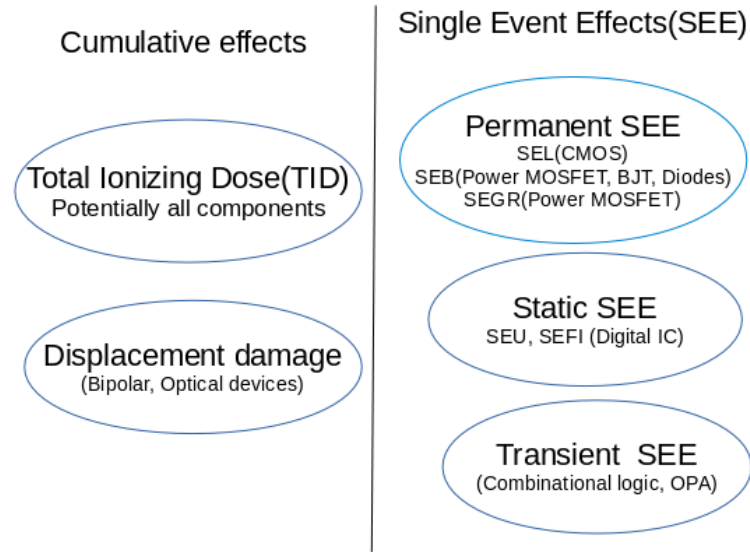 Cumulative effects
Total Ionizing Dose(TID)
Potentially all components
Displacement damage
(Bipolar, Optical devices)
Single Event Effects(SEE)
Permanent SEE
SEL(CMOS)
SEB(Power MOSFET, BJT, Diodes)
SEGR(Power MOSFET)
Static SEE
SEU, SEFI (Digital IC)
Transient  SEE
(Combinational logic, OPA)